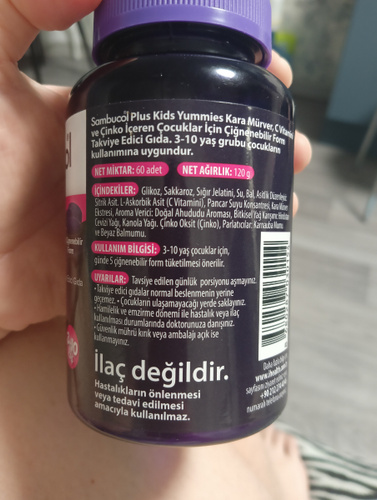 Sambucol Plus Kids Yummies Kara Mürver, C Vitamini
ve Çinko İçeren Çocuklar İçin Çiğnenebilir Form
Takviye Edici Gıda. 3-10 yaş grubu çocukların
kullanımına uygundur.
NET MİKTAR: 60 adet NET AĞIRLIK: 120 g
İÇİNDEKİLER: Glikoz, Sakkaroz, Sığır Jelatini, Su, Bal, Asitlik Düzenleyici:
Sitrik Asit, L-Askorbik Asit (C Vitamini), Pancar Suyu Konsantresi, Kara Mürver
Ekstresi, Aroma Verici: Doğal Ahududu Aroması, Bitkisel Yağ Karışımı: Hindistan
Cevizi Yağı, Kanola Yağı, Çinko Oksit (Çinko), Parlatıcılar: Karnauba Mumu
ve Beyaz Balmumu.
KULLANIM BİLGİSİ: 3-10 yaş çocuklar için,
günde 5 çiğnenebilir form tüketilmesi önerilir.
UYARILAR: Tavsiye edilen günlük porsiyonu aşmayınız.
• Takviye edici gıdalar normal beslenmenin yerine
geçemez. • Çocukların ulaşamayacağı yerde saklayınız.
• Hamilelik ve emzirme dönemi ile hastalık veya ilaç
kullanılması durumlarında doktorunuza danışınız.
• Güvenlik mührü kırık veya ambalajı açık ise
kullanmayınız.
İlaç değildir.
Hastalıkların önlenmesi
veya tedavi edilmesi
amacıyla kullanılmaz.